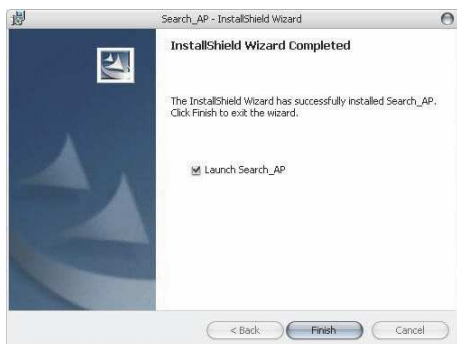 Search_AP - InstallShield Wizard
InstallShield Wizard Completed
The InstallShield Wizard has successfully installed Search_AP.
Click Finish to exit the wizard.
Launch Search_AP
< Back
Finish
Cancel